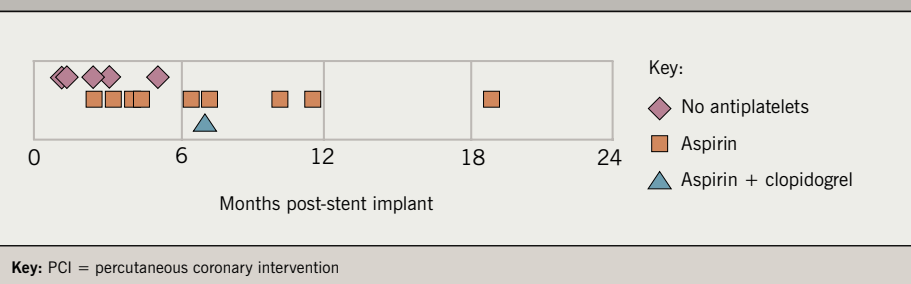 Key:
No antiplatelets
Aspirin
Aspirin + clopidogrel
0 6 12 18 24
Months post-stent implant
Key: PCI = percutaneous coronary intervention